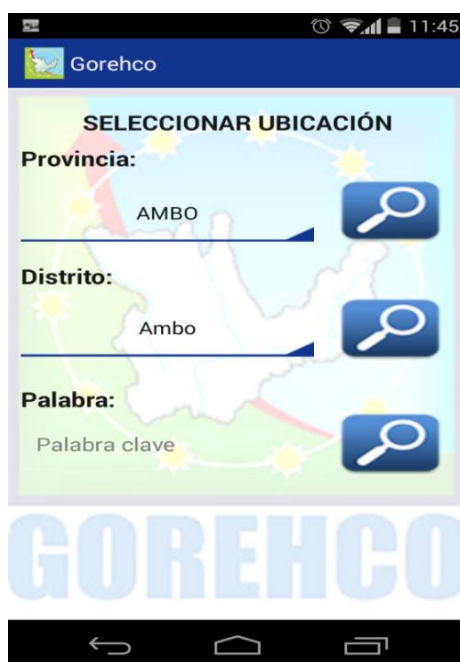 11:45
Gorehco
SELECCIONAR UBICACIÓN
Provincia:
AMBO
Distrito:
Ambo
Palabra:
Palabra clave
GOREHCO